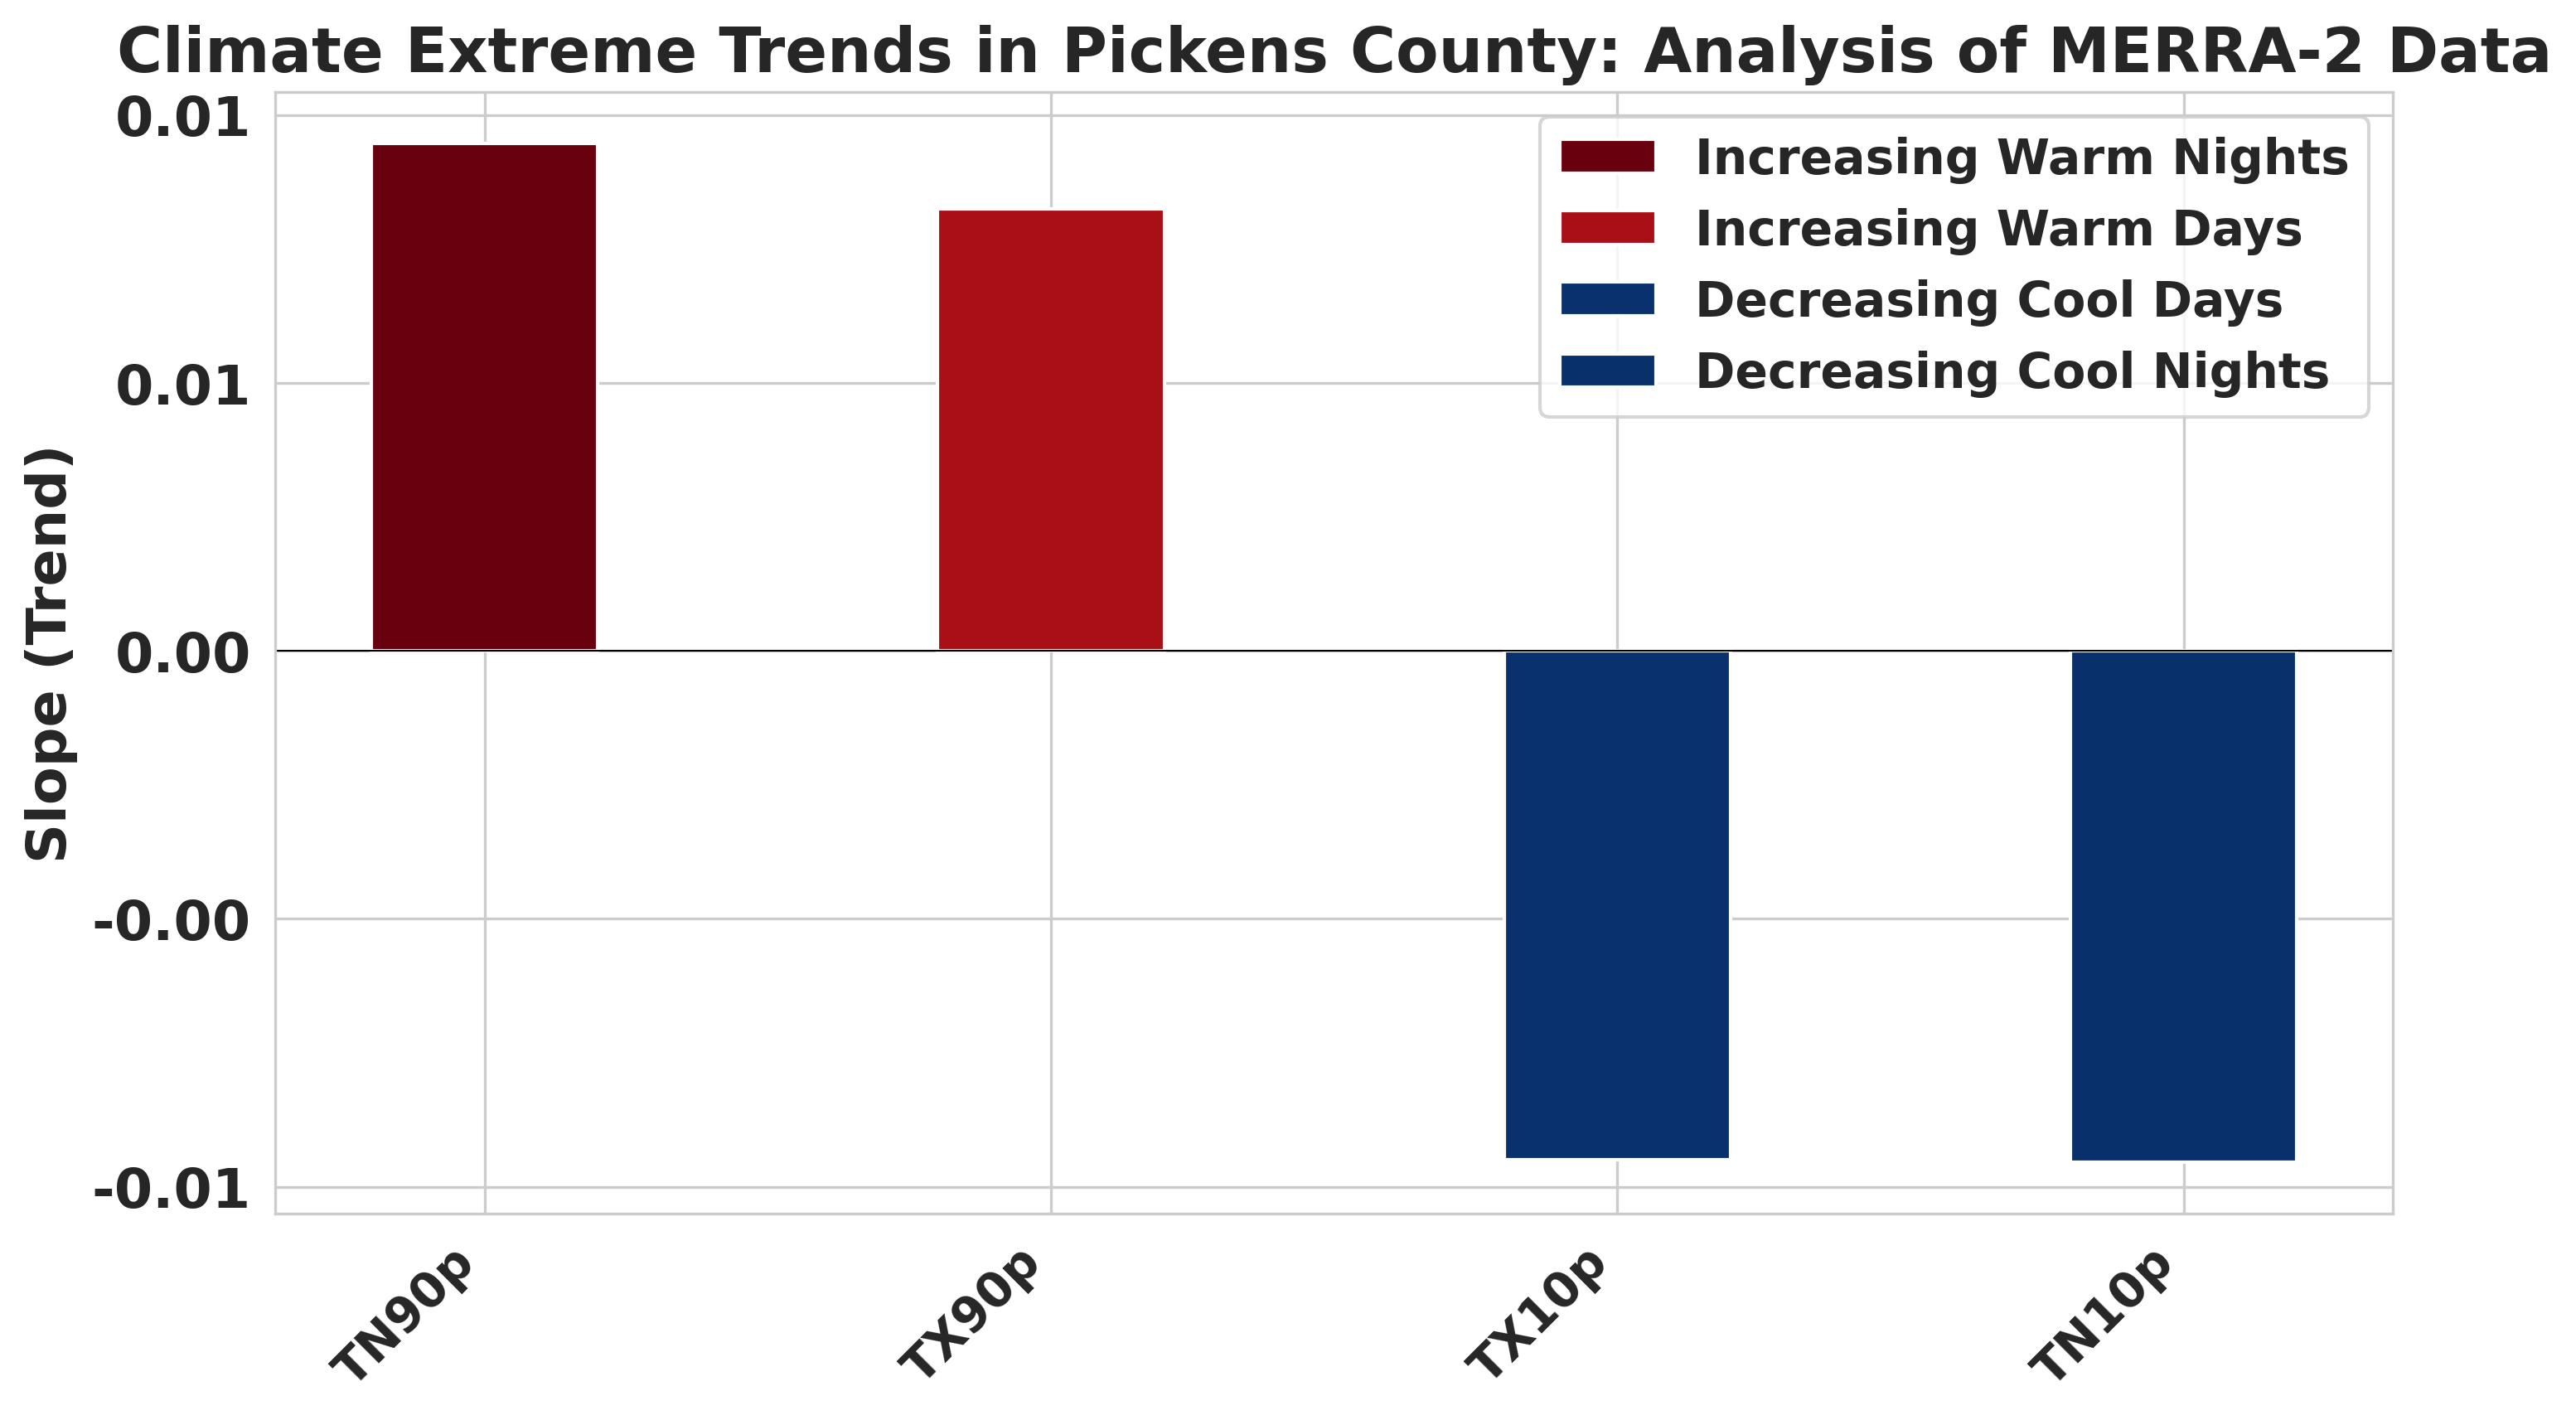 Climate Extreme Trends in Pickens County: Analysis of MERRA-2 Data
0.01
0.01
0.00
-0.00
-0.01
Slope (Trend)
Increasing Warm Nights
Increasing Warm Days
Decreasing Cool Days
Decreasing Cool Nights
TN90p
TX90p
TX10p
TN10p